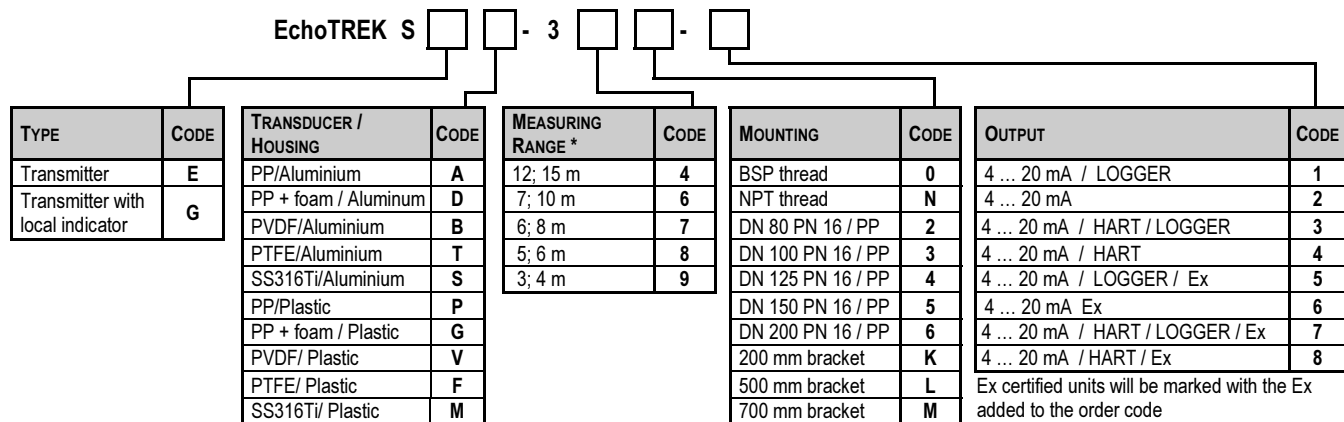 EchoTREK S - 3 -
TYPE CODE
Transmitter E
Transmitter with local indicator G
TRANSDUCER / HOUSING CODE
PP/Aluminium A
PP + foam / Aluminum D
PVDF/Aluminium B
PTFE/Aluminium T
SS316Ti/Aluminium S
PP/Plastic P
PP + foam / Plastic G
PVDF/ Plastic V
PTFE/ Plastic F
SS316Ti/ Plastic M
MEASURING RANGE * CODE
12; 15 m 4
7; 10 m 6
6; 8 m 7
5; 6 m 8
3; 4 m 9
MOUNTING CODE
BSP thread 0
NPT thread N
DN 80 PN 16 / PP 2
DN 100 PN 16 / PP 3
DN 125 PN 16 / PP 4
DN 150 PN 16 / PP 5
DN 200 PN 16 / PP 6
200 mm bracket K
500 mm bracket L
700 mm bracket M
OUTPUT CODE
4 … 20 mA / LOGGER 1
4 … 20 mA 2
4 … 20 mA / HART / LOGGER 3
4 … 20 mA / HART 4
4 … 20 mA / LOGGER / Ex 5
4 … 20 mA Ex 6
4 … 20 mA / HART / LOGGER / Ex 7
4 … 20 mA / HART / Ex 8
Ex certified units will be marked with the Ex
added to the order code